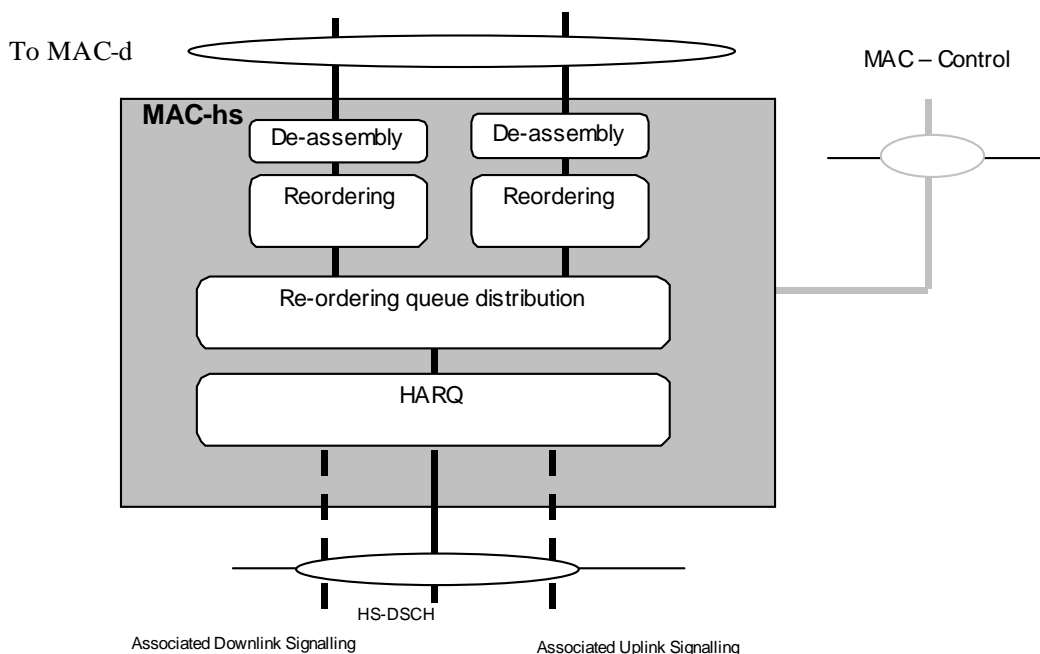 To MAC-d
MAC – Control
MAC-hs
De-assembly
De-assembly
Reordering
Reordering
Re-ordering queue distribution
HARQ
HS-DSCH
Associated Downlink Signalling
Associated Uplink Signalling